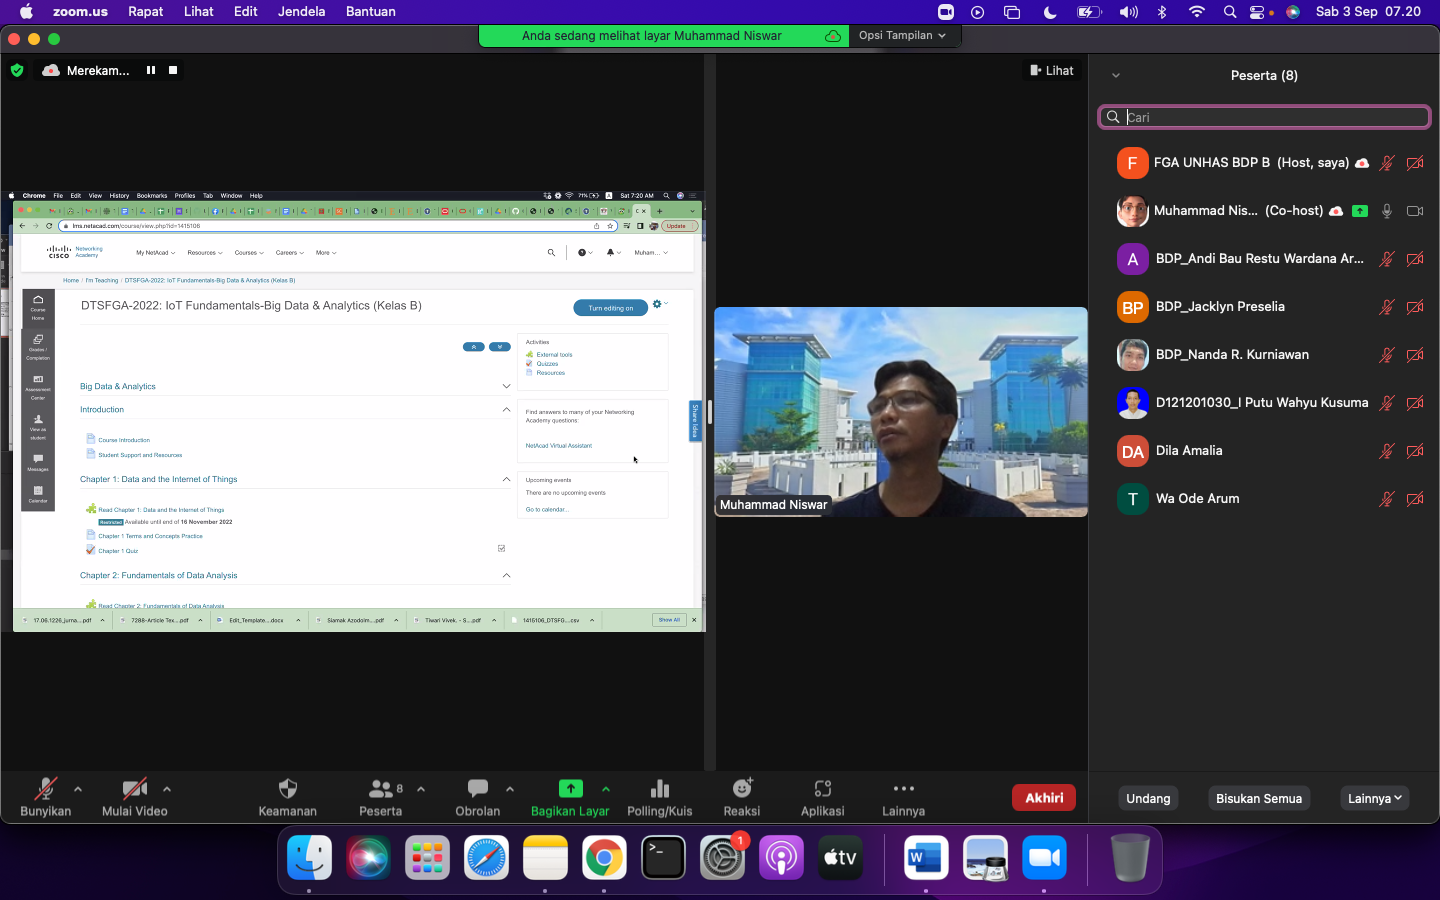 zoom.us Rapat Lihat Edit Jendela Bantuan
Sab 3 Sep 07.20
Anda sedang melihat layar Muhammad Niswar
Opsi Tampilan
Merekam...
Lihat
Peserta (8)
Cari
F FGA UNHAS BDP B (Host, saya)
Muhammad Nis... (Co-host)
A BDP_Andi Bau Restu Wardana Ar...
BP BDP_Jacklyn Preselia
BDP_Nanda R. Kurniawan
D121201030_I Putu Wahyu Kusuma
DA Dila Amalia
T Wa Ode Arum
Chrome File Edit View History Bookmarks Profiles Tab Window Help
71% Sat 7:20 AM
lms.netacad.com/course/view.php?id=1415106
Update
CISCO Networking Academy
My NetAcad Resources Courses Careers More
Muham...
Home / I'm Teaching / DTSFGA-2022: IoT Fundamentals-Big Data & Analytics (Kelas B)
DTSFGA-2022: IoT Fundamentals-Big Data & Analytics (Kelas B)
Turn editing on
Course Home
Grades / Completion
Assessment Center
View as student
Messages
Calendar
Big Data & Analytics
Introduction
Course Introduction
Student Support and Resources
Chapter 1: Data and the Internet of Things
Read Chapter 1: Data and the Internet of Things
Restricted Available until end of 16 November 2022
Chapter 1 Terms and Concepts Practice
Chapter 1 Quiz
Chapter 2: Fundamentals of Data Analysis
Read Chapter 2: Fundamentals of Data Analysis
Activities
External tools
Quizzes
Resources
Find answers to many of your Networking
Academy questions:
NetAcad Virtual Assistant
Upcoming events
There are no upcoming events
Go to calendar...
Share Idea
17.06.1226_jurna....pdf
7288-Article Tex....pdf
Edit_Template....docx
Siamak Azodolm....pdf
Tiwari Vivek. - S....pdf
1415106_DTSFG....csv
Show All
Muhammad Niswar
Bunyikan
Mulai Video
Keamanan
Peserta 8
Obrolan
Bagikan Layar
Polling/Kuis
Reaksi
Aplikasi
Lainnya
Akhiri
Undang
Bisukan Semua
Lainnya
1
tv
W